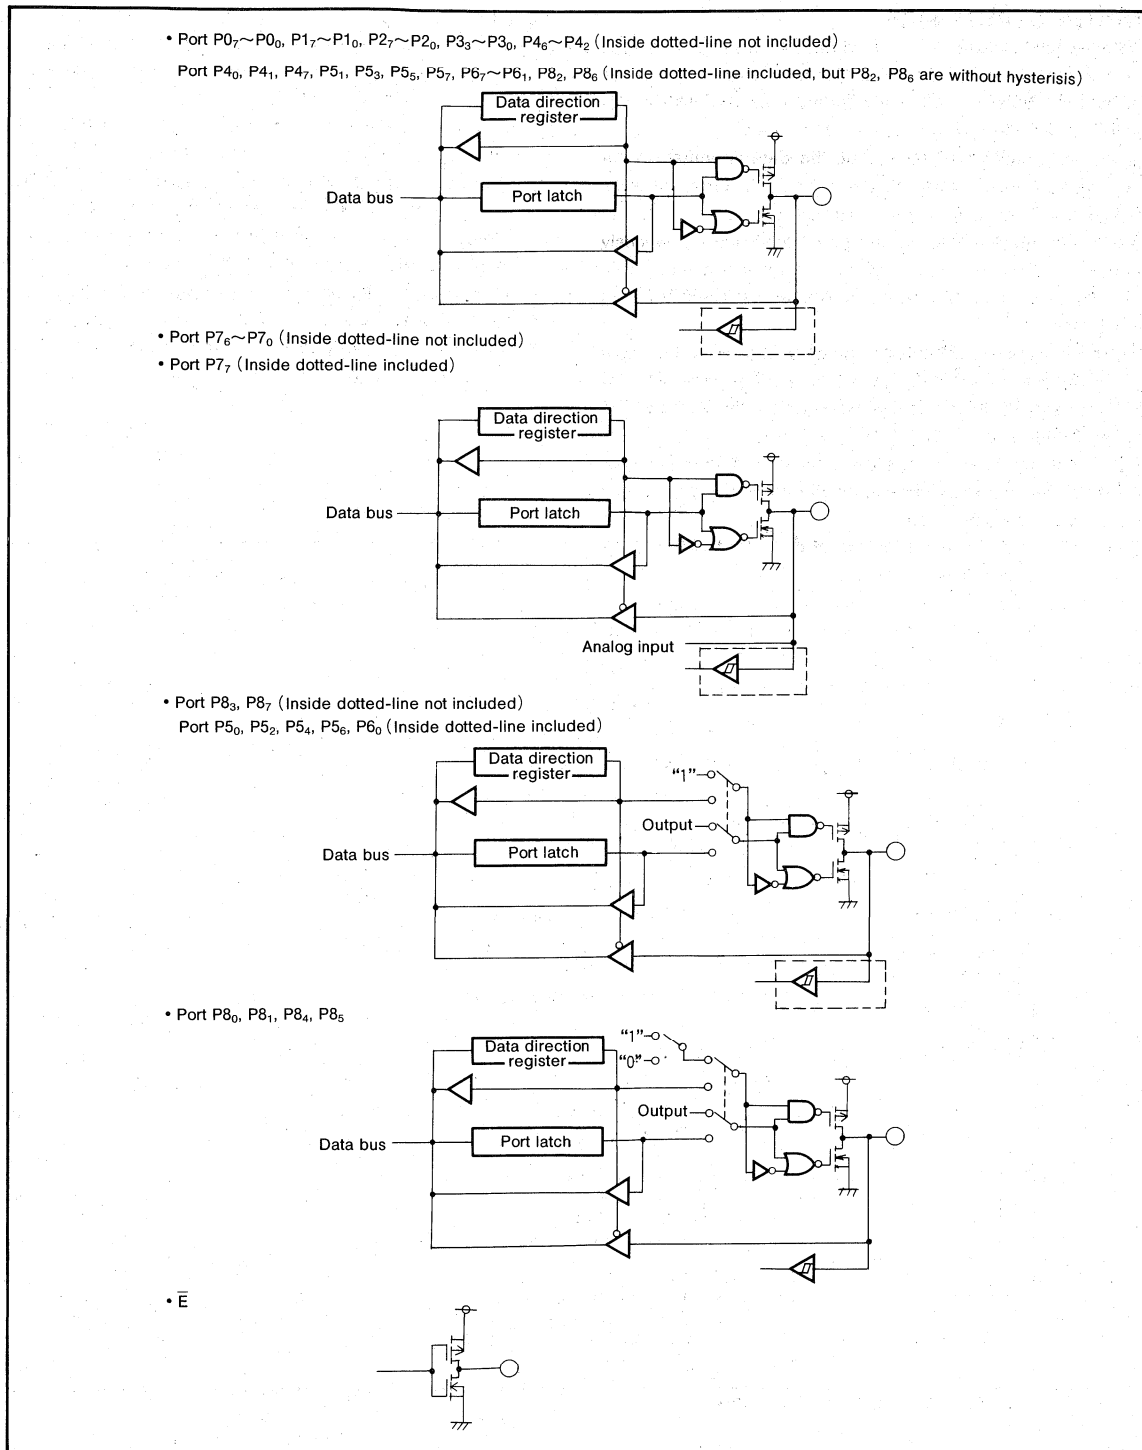 • Port P0₇~P0₀, P1₇~P1₀, P2₇~P2₀, P3₃~P3₀, P4₆~P4₂ (Inside dotted-line not included)
Port P4₀, P4₁, P4₇, P5₁, P5₃, P5₅, P5₇, P6₇~P6₁, P8₂, P8₆ (Inside dotted-line included, but P8₂, P8₆ are without hysterisis)
Data direction
register
Data bus
Port latch
• Port P7₆~P7₀ (Inside dotted-line not included)
• Port P7₇ (Inside dotted-line included)
Data direction
register
Data bus
Port latch
Analog input
• Port P8₃, P8₇ (Inside dotted-line not included)
Port P5₀, P5₂, P5₄, P5₆, P6₀ (Inside dotted-line included)
Data direction
register
"1"
Output
Data bus
Port latch
• Port P8₀, P8₁, P8₄, P8₅
Data direction
register
"1"
"0"
Output
Data bus
Port latch
• E̅